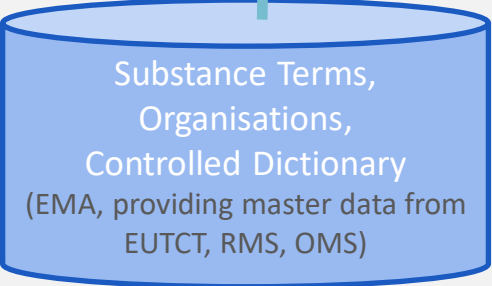 Substance Terms,
Organisations,
Controlled Dictionary
(EMA, providing master data from
EUTCT, RMS, OMS)